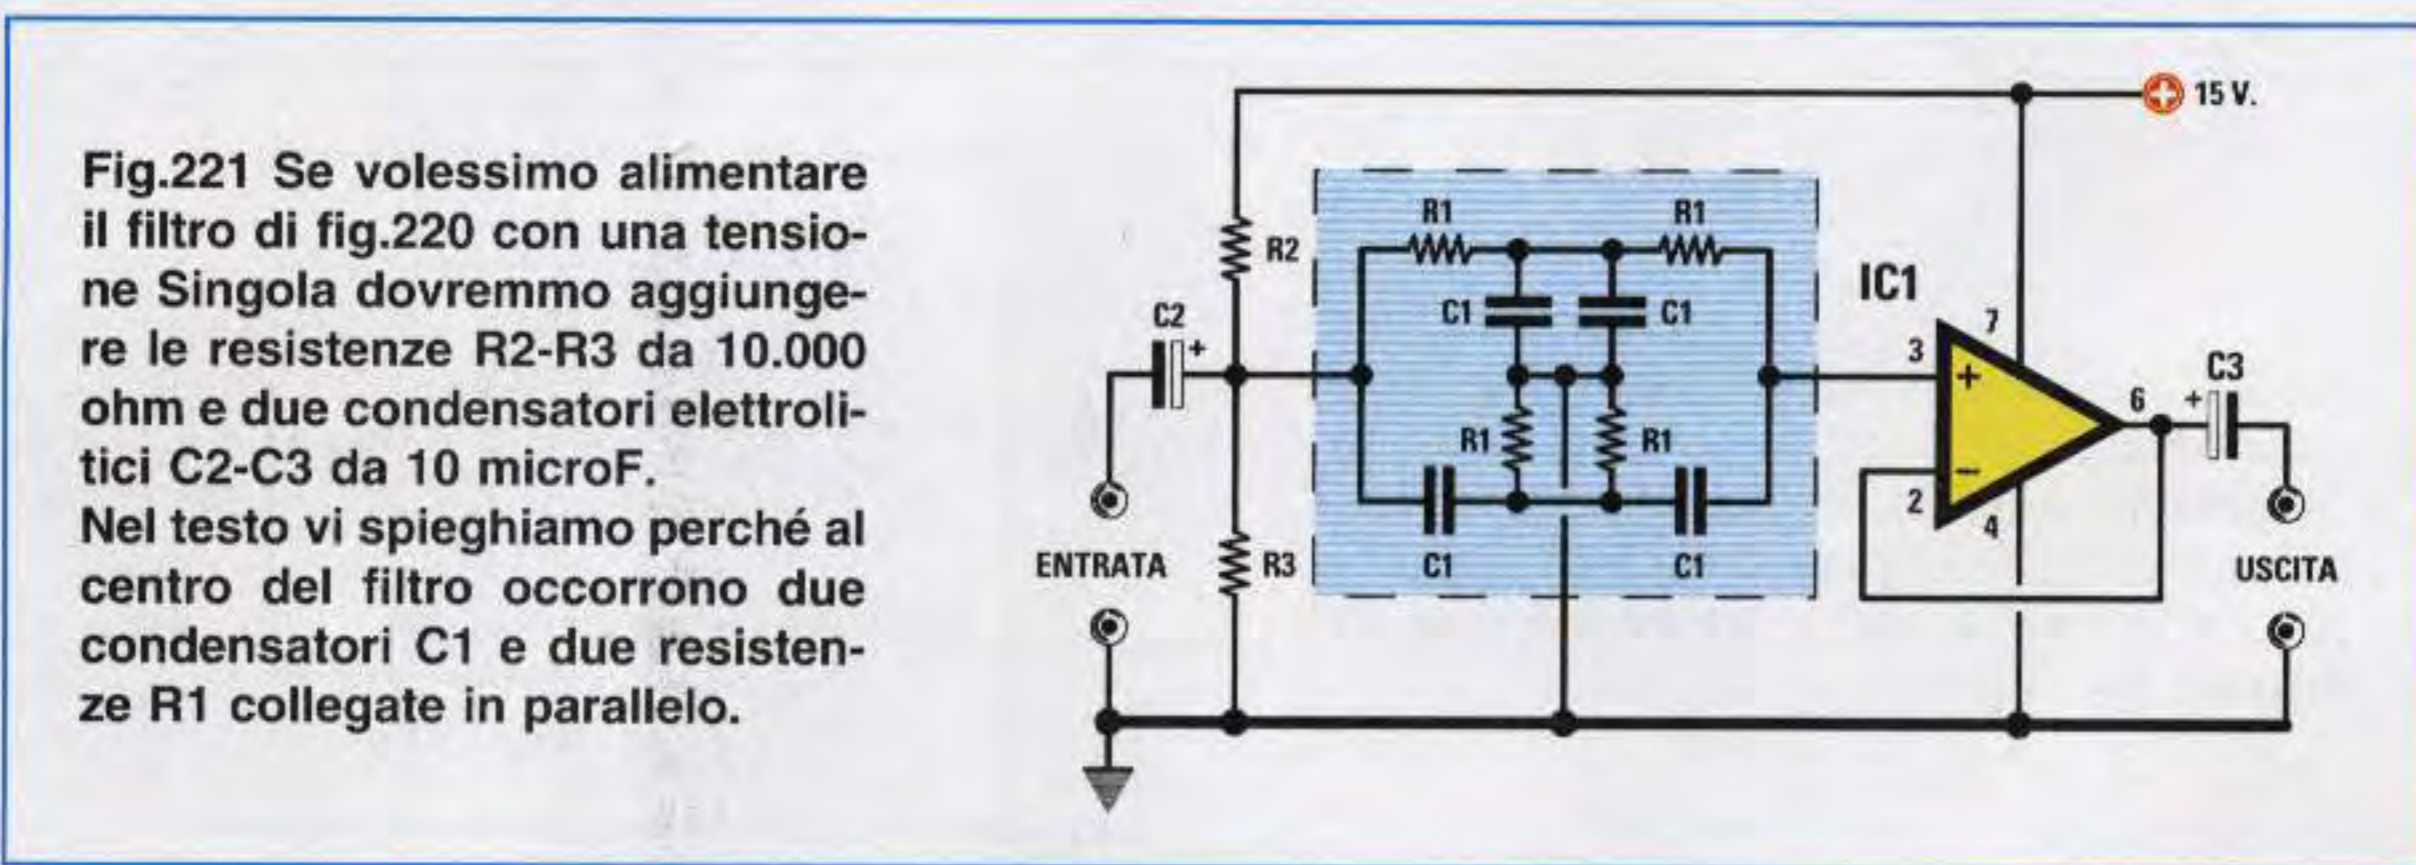 Fig.221 Se volessimo alimentare
il filtro di fig.220 con una tensio-
ne Singola dovremmo aggiunge-
re le resistenze R2-R3 da 10.000
ohm e due condensatori elettroli-
tici C2-C3 da 10 microF.
Nel testo vi spieghiamo perché al
centro del filtro occorrono due
condensatori C1 e due resisten-
ze R1 collegate in parallelo.
15 V.
R1 R1
R2
IC1
C1 C1
C2
+
7
3
+
C3
6
+
R1 R1
−
2
4
ENTRATA
R3
C1 C1
USCITA